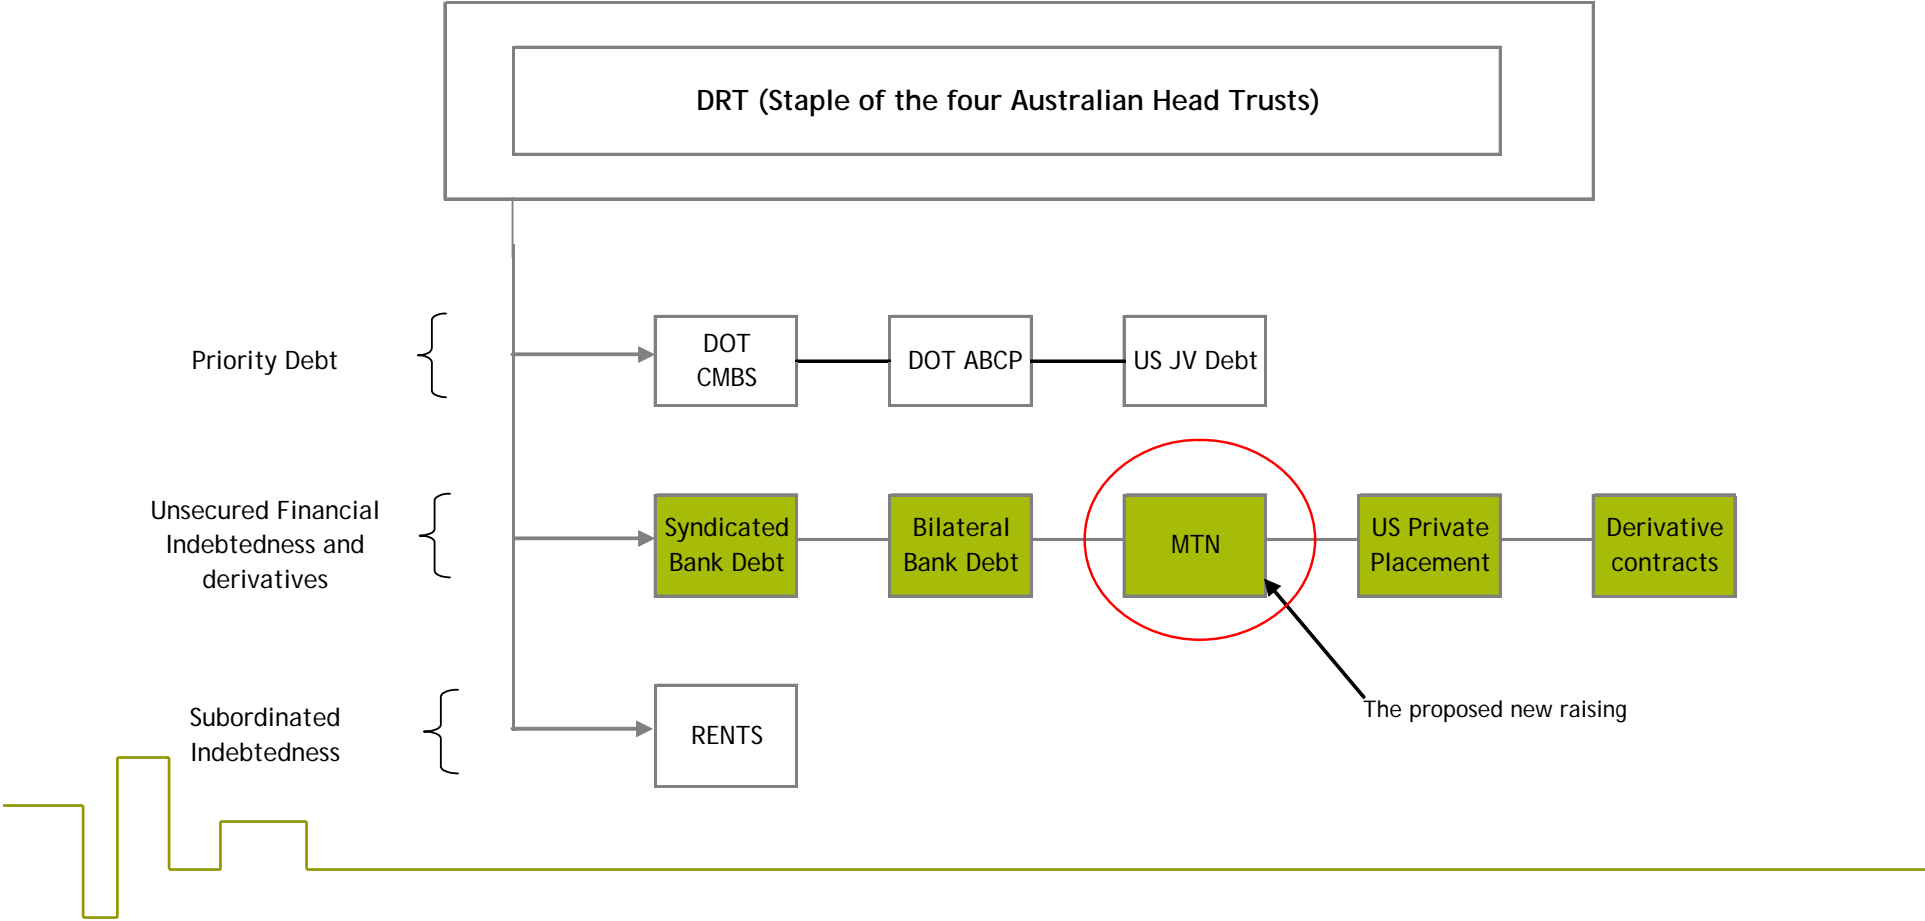 DRT (Staple of the four Australian Head Trusts)
Priority Debt
DOT
CMBS
DOT ABCP
US JV Debt
Unsecured Financial
Indebtedness and
derivatives
Syndicated
Bank Debt
Bilateral
Bank Debt
MTN
US Private
Placement
Derivative
contracts
Subordinated
Indebtedness
RENTS
The proposed new raising